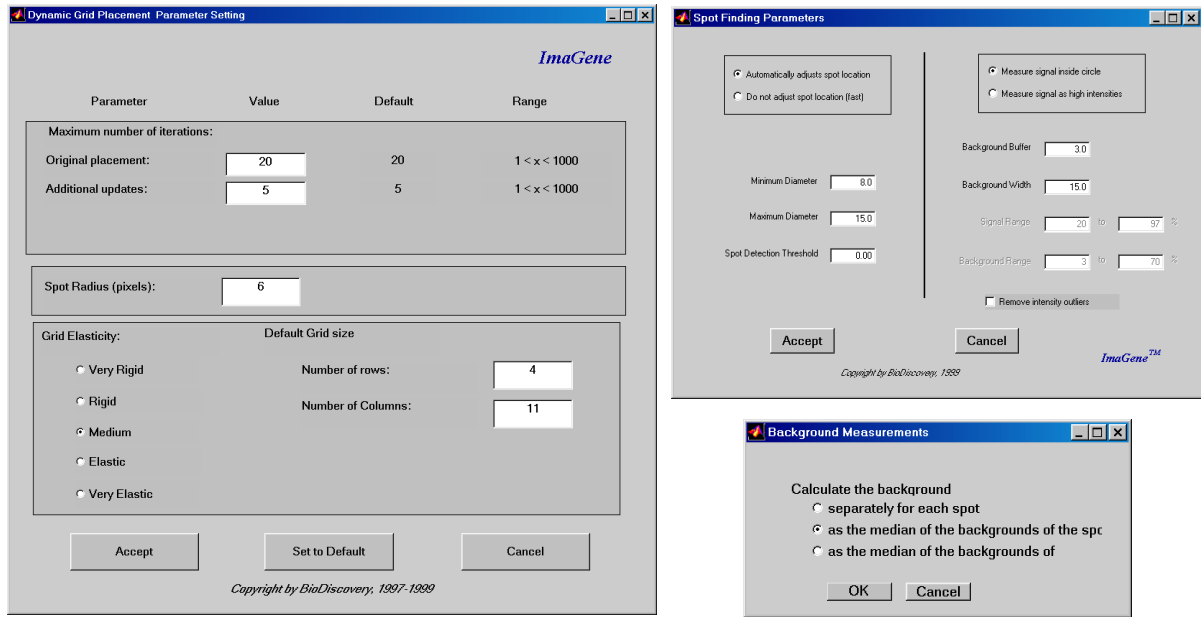 Dynamic Grid Placement Parameter Setting
ImaGene
Parameter Value Default Range
Maximum number of iterations:
Original placement: 20 20 1 < x < 1000
Additional updates: 5 5 1 < x < 1000
Spot Radius (pixels): 6
Grid Elasticity: Default Grid size
Very Rigid Number of rows: 4
Rigid Number of Columns: 11
Medium
Elastic
Very Elastic
Accept Set to Default Cancel
Copyright by BioDiscovery, 1997-1999
Spot Finding Parameters
Automatically adjusts spot location
Do not adjust spot location (fast)
Measure signal inside circle
Measure signal as high intensities
Minimum Diameter 8.0
Maximum Diameter 15.0
Spot Detection Threshold 0.00
Background Buffer 3.0
Background Width 15.0
Signal Range 20 to 97 %
Background Range 3 to 70 %
Remove intensity outliers
Accept Cancel
ImaGene TM
Copyright by BioDiscovery, 1999
Background Measurements
Calculate the background
separately for each spot
as the median of the backgrounds of the spo
as the median of the backgrounds of
OK Cancel